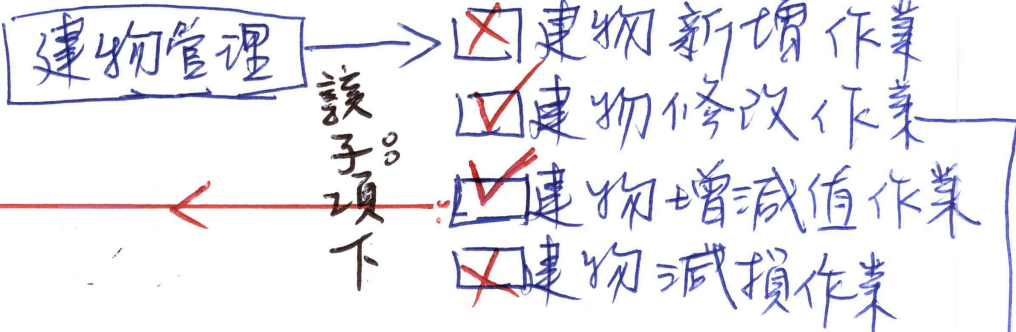 建物管理
該子項下
建物新增作業
建物修改作業
建物增減值作業
建物減損作業